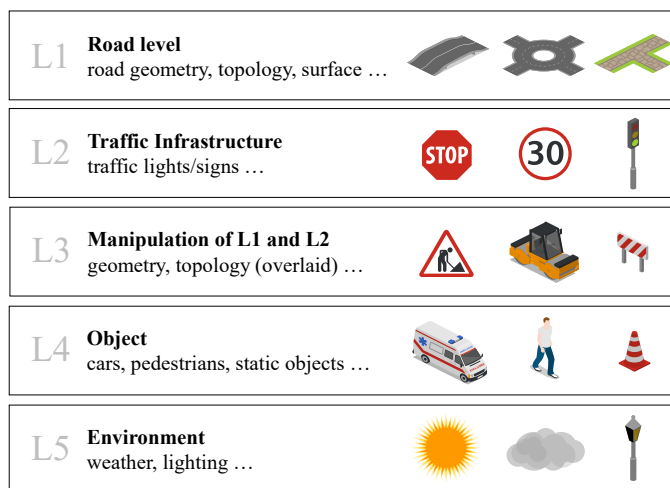 L1
Road level
road geometry, topology, surface …
L2
Traffic Infrastructure
traffic lights/signs …
STOP
30
L3
Manipulation of L1 and L2
geometry, topology (overlaid) …
L4
Object
cars, pedestrians, static objects …
L5
Environment
weather, lighting …